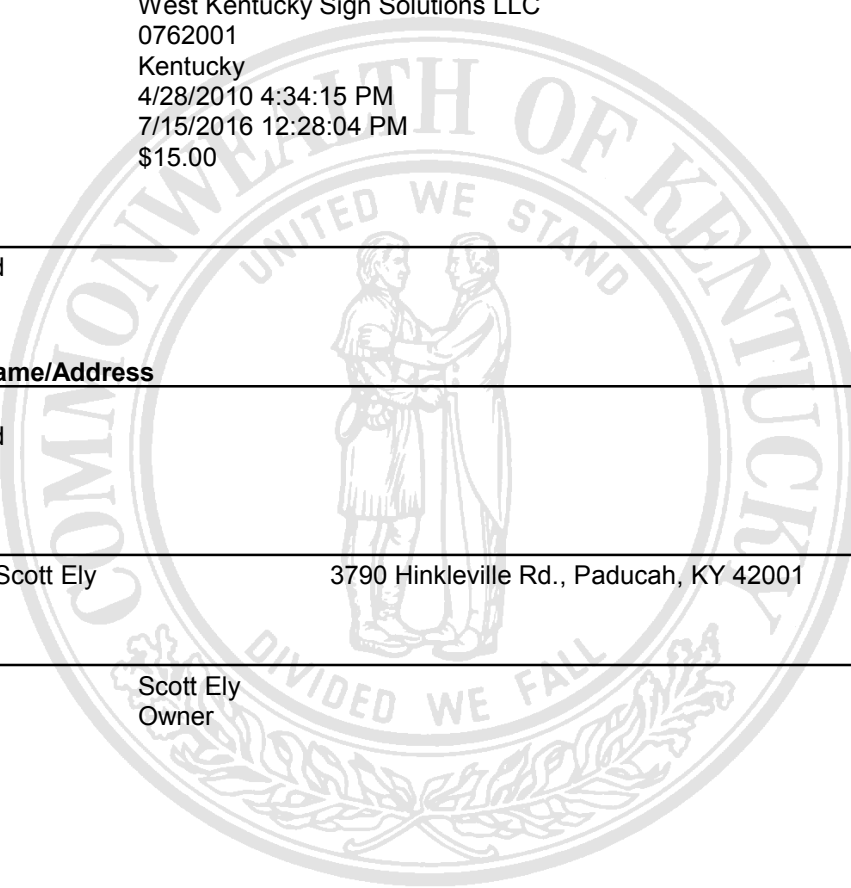 West Kentucky Sign Solutions LLC
0762001
Kentucky
4/28/2010 4:34:15 PM
7/15/2016 12:28:04 PM
$15.00
COMMONWEALTH OF KENTUCKY
UNITED WE STAND
d
ame/Address
d
Scott Ely 3790 Hinkleville Rd., Paducah, KY 42001
DIVIDED WE FALL
Scott Ely
Owner